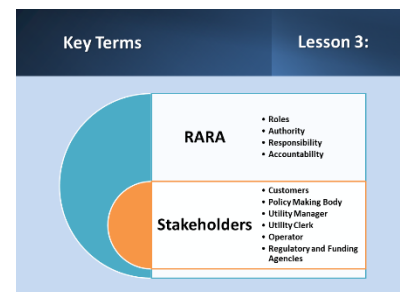 Key Terms
Lesson 3:
RARA
• Roles
• Authority
• Responsibility
• Accountability
Stakeholders
• Customers
• Policy Making Body
• Utility Manager
• Utility Clerk
• Operator
• Regulatory and Funding
Agencies